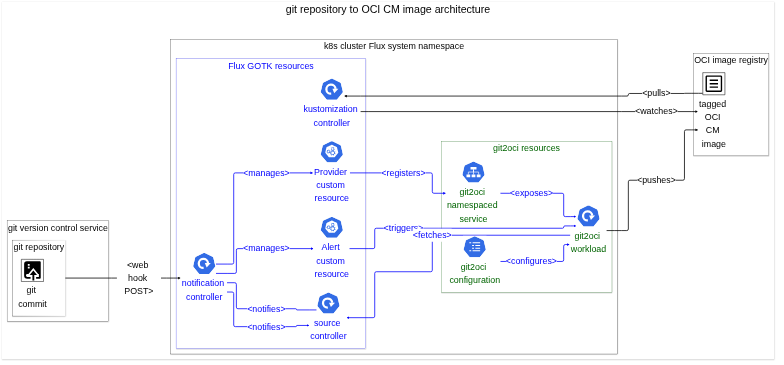 git repository to OCI CM image architecture
k8s cluster Flux system namespace
Flux GOTK resources
OCI image registry
kustomization
controller
<pulls>
<watches>
tagged
OCI
CM
image
git2oci resources
Provider
custom
resource
<manages>
<registers>
git2oci
namespaced
service
<exposes>
<pushes>
git version control service
git repository
git
commit
<web
hook
POST>
notification
controller
<manages>
Alert
custom
resource
<fetches>
git2oci
workload
git2oci
configuration
<configures>
<notifies>
<notifies>
source
controller